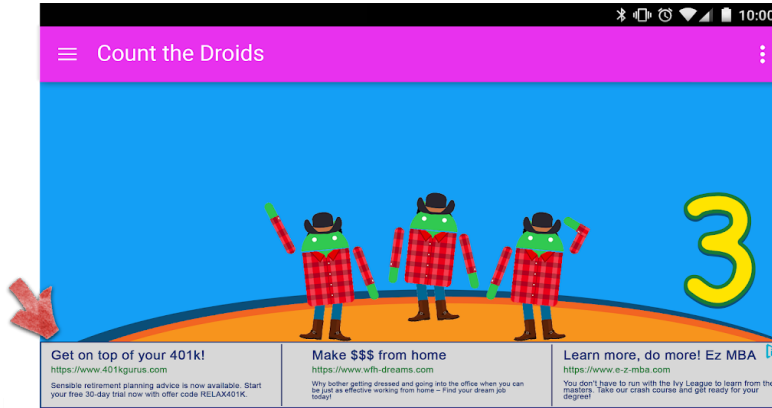 10:00
Count the Droids
3
Get on top of your 401k!
https://www.401kgurus.com
Sensible retirement planning advice is now available. Start
your free 30-day trial now with offer code RELAX401K.
Make $$$ from home
https://www.wfh-dreams.com
Why bother getting dressed and going into the office when you can
be just as effective working from home – Find your dream job
today!
Learn more, do more! Ez MBA
https://www.e-z-mba.com
You don't have to run with the Ivy League to learn from the
masters. Take our crash course and get ready for your
degree!